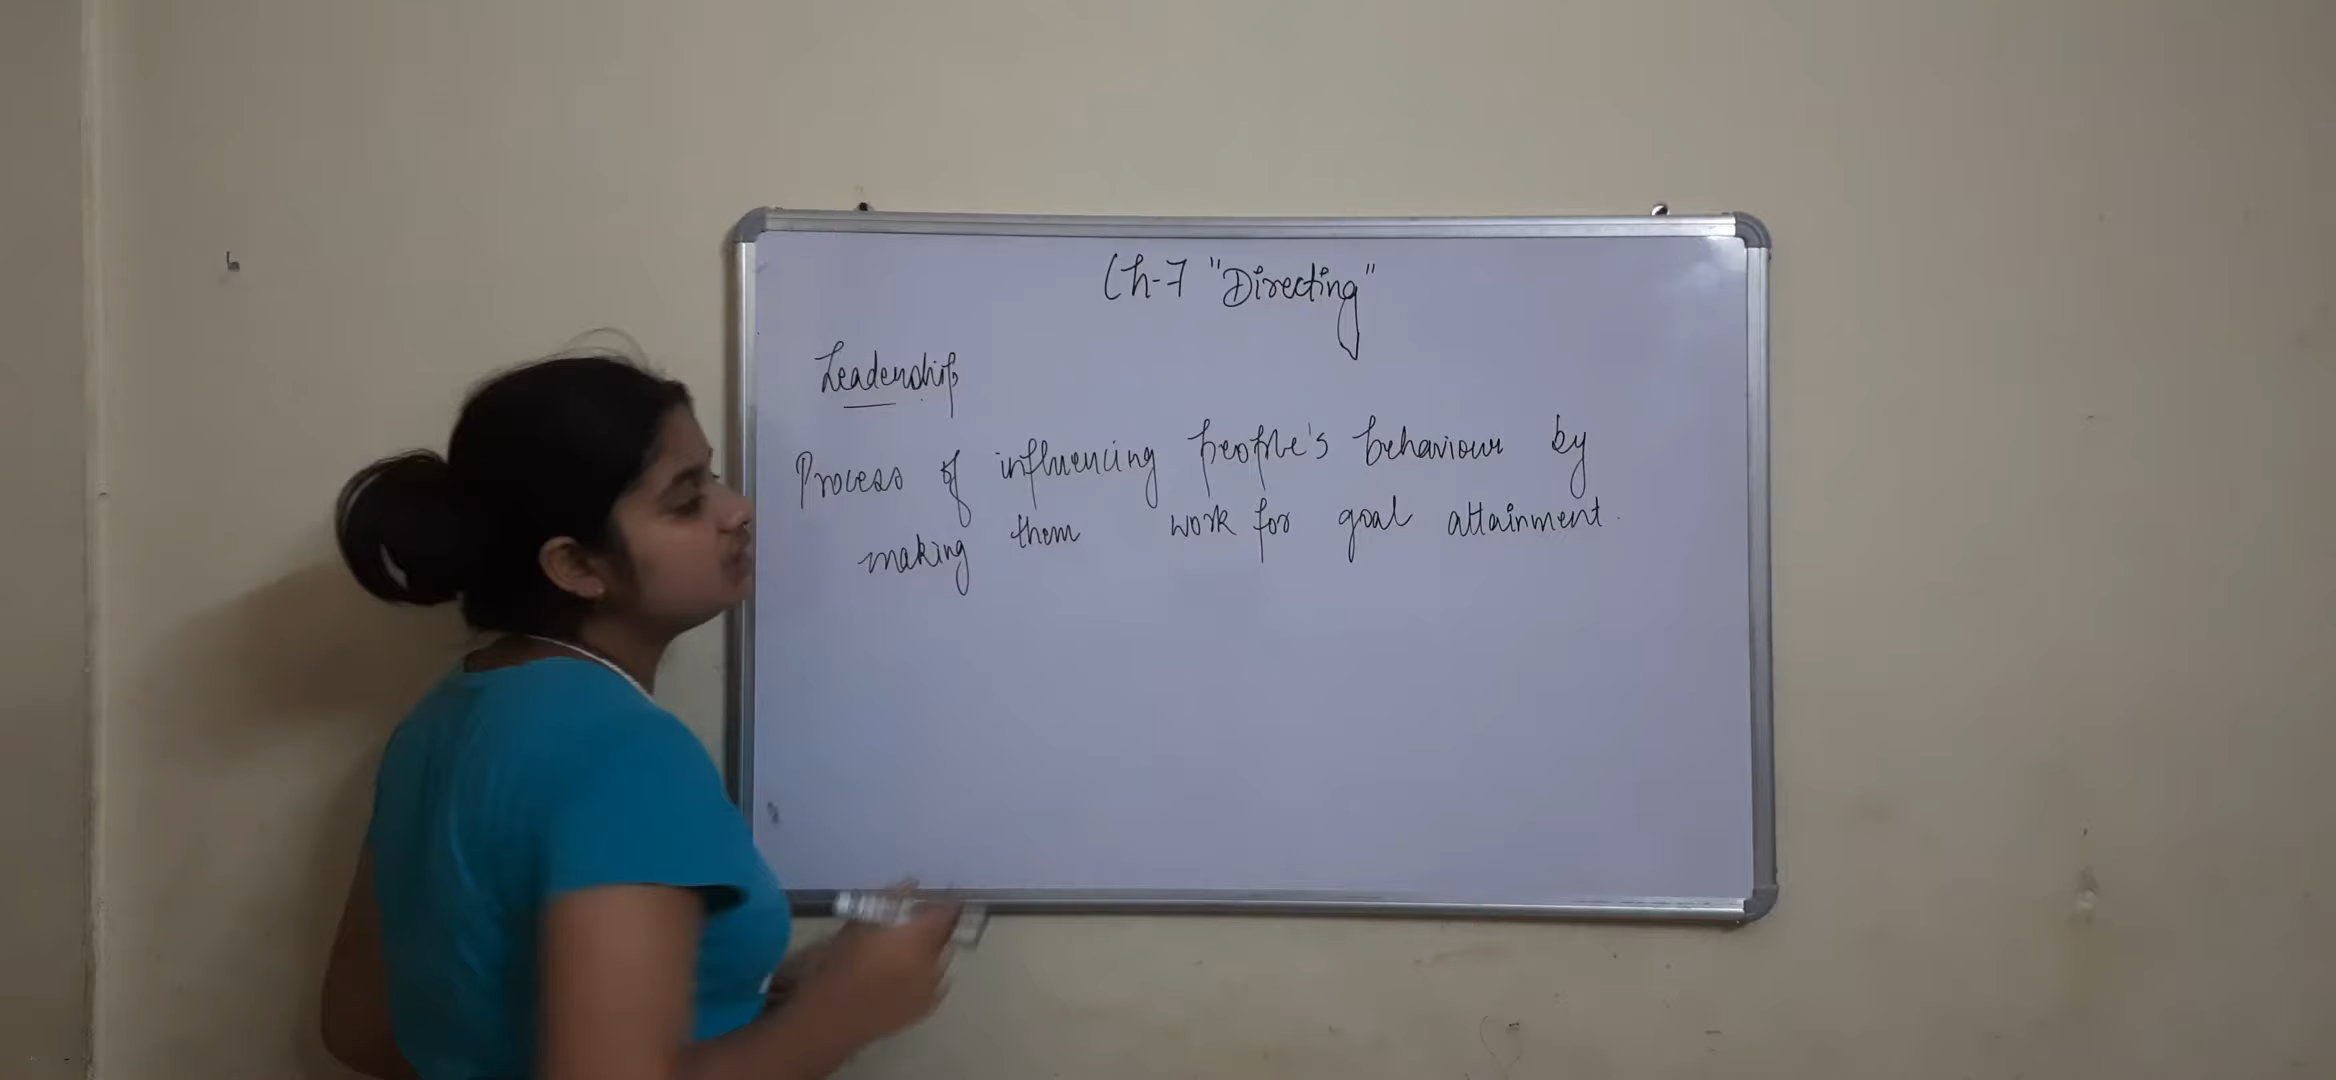 Ch-7 "Directing"
Leadership
Process of influencing people's behaviour by
making them work for goal attainment.